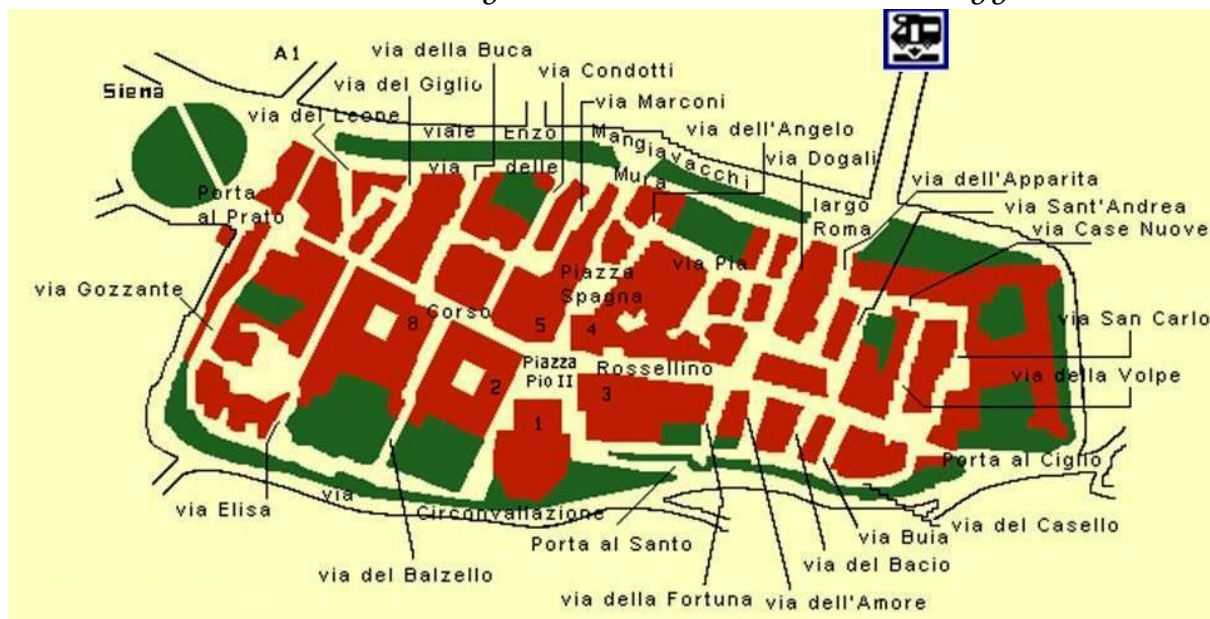 A1
via della Buca
via del Giglio
via Condotti
Siena
via Marconi
via del Leone
viale Enzo Mangiavacchi
via dell'Angelo
via delle Mura
via Dogali
via dell'Apparita
Porta
al Prato
largo
Roma
via Sant'Andrea
via Case Nuove
via Pia
Piazza
Spagna
via Gozzante
Corso
8
5
4
via San Carlo
Piazza
Pio II
Rossellino
via della Volpe
2
3
1
Porta al Ciglio
via Circonvallazione
via Elisa
Porta al Santo
via del Casello
via Buia
via del Balzello
via del Bacio
via della Fortuna
via dell'Amore